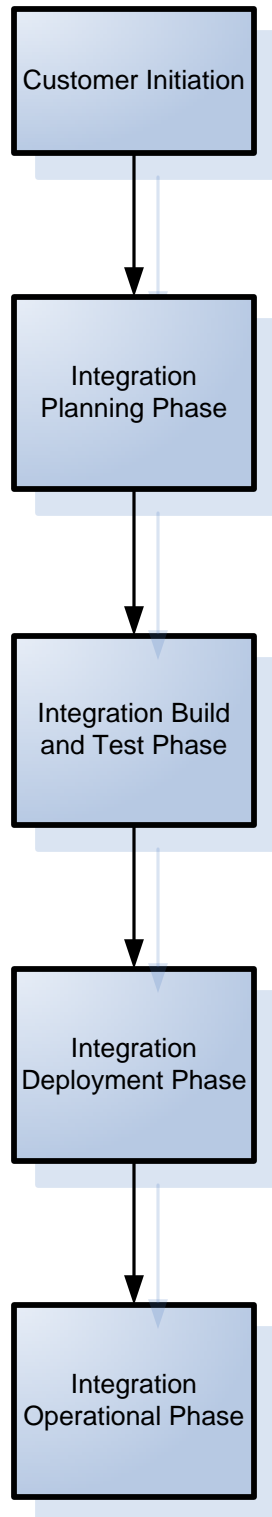 Customer Initiation
Integration
Planning Phase
Integration Build
and Test Phase
Integration
Deployment Phase
Integration
Operational Phase